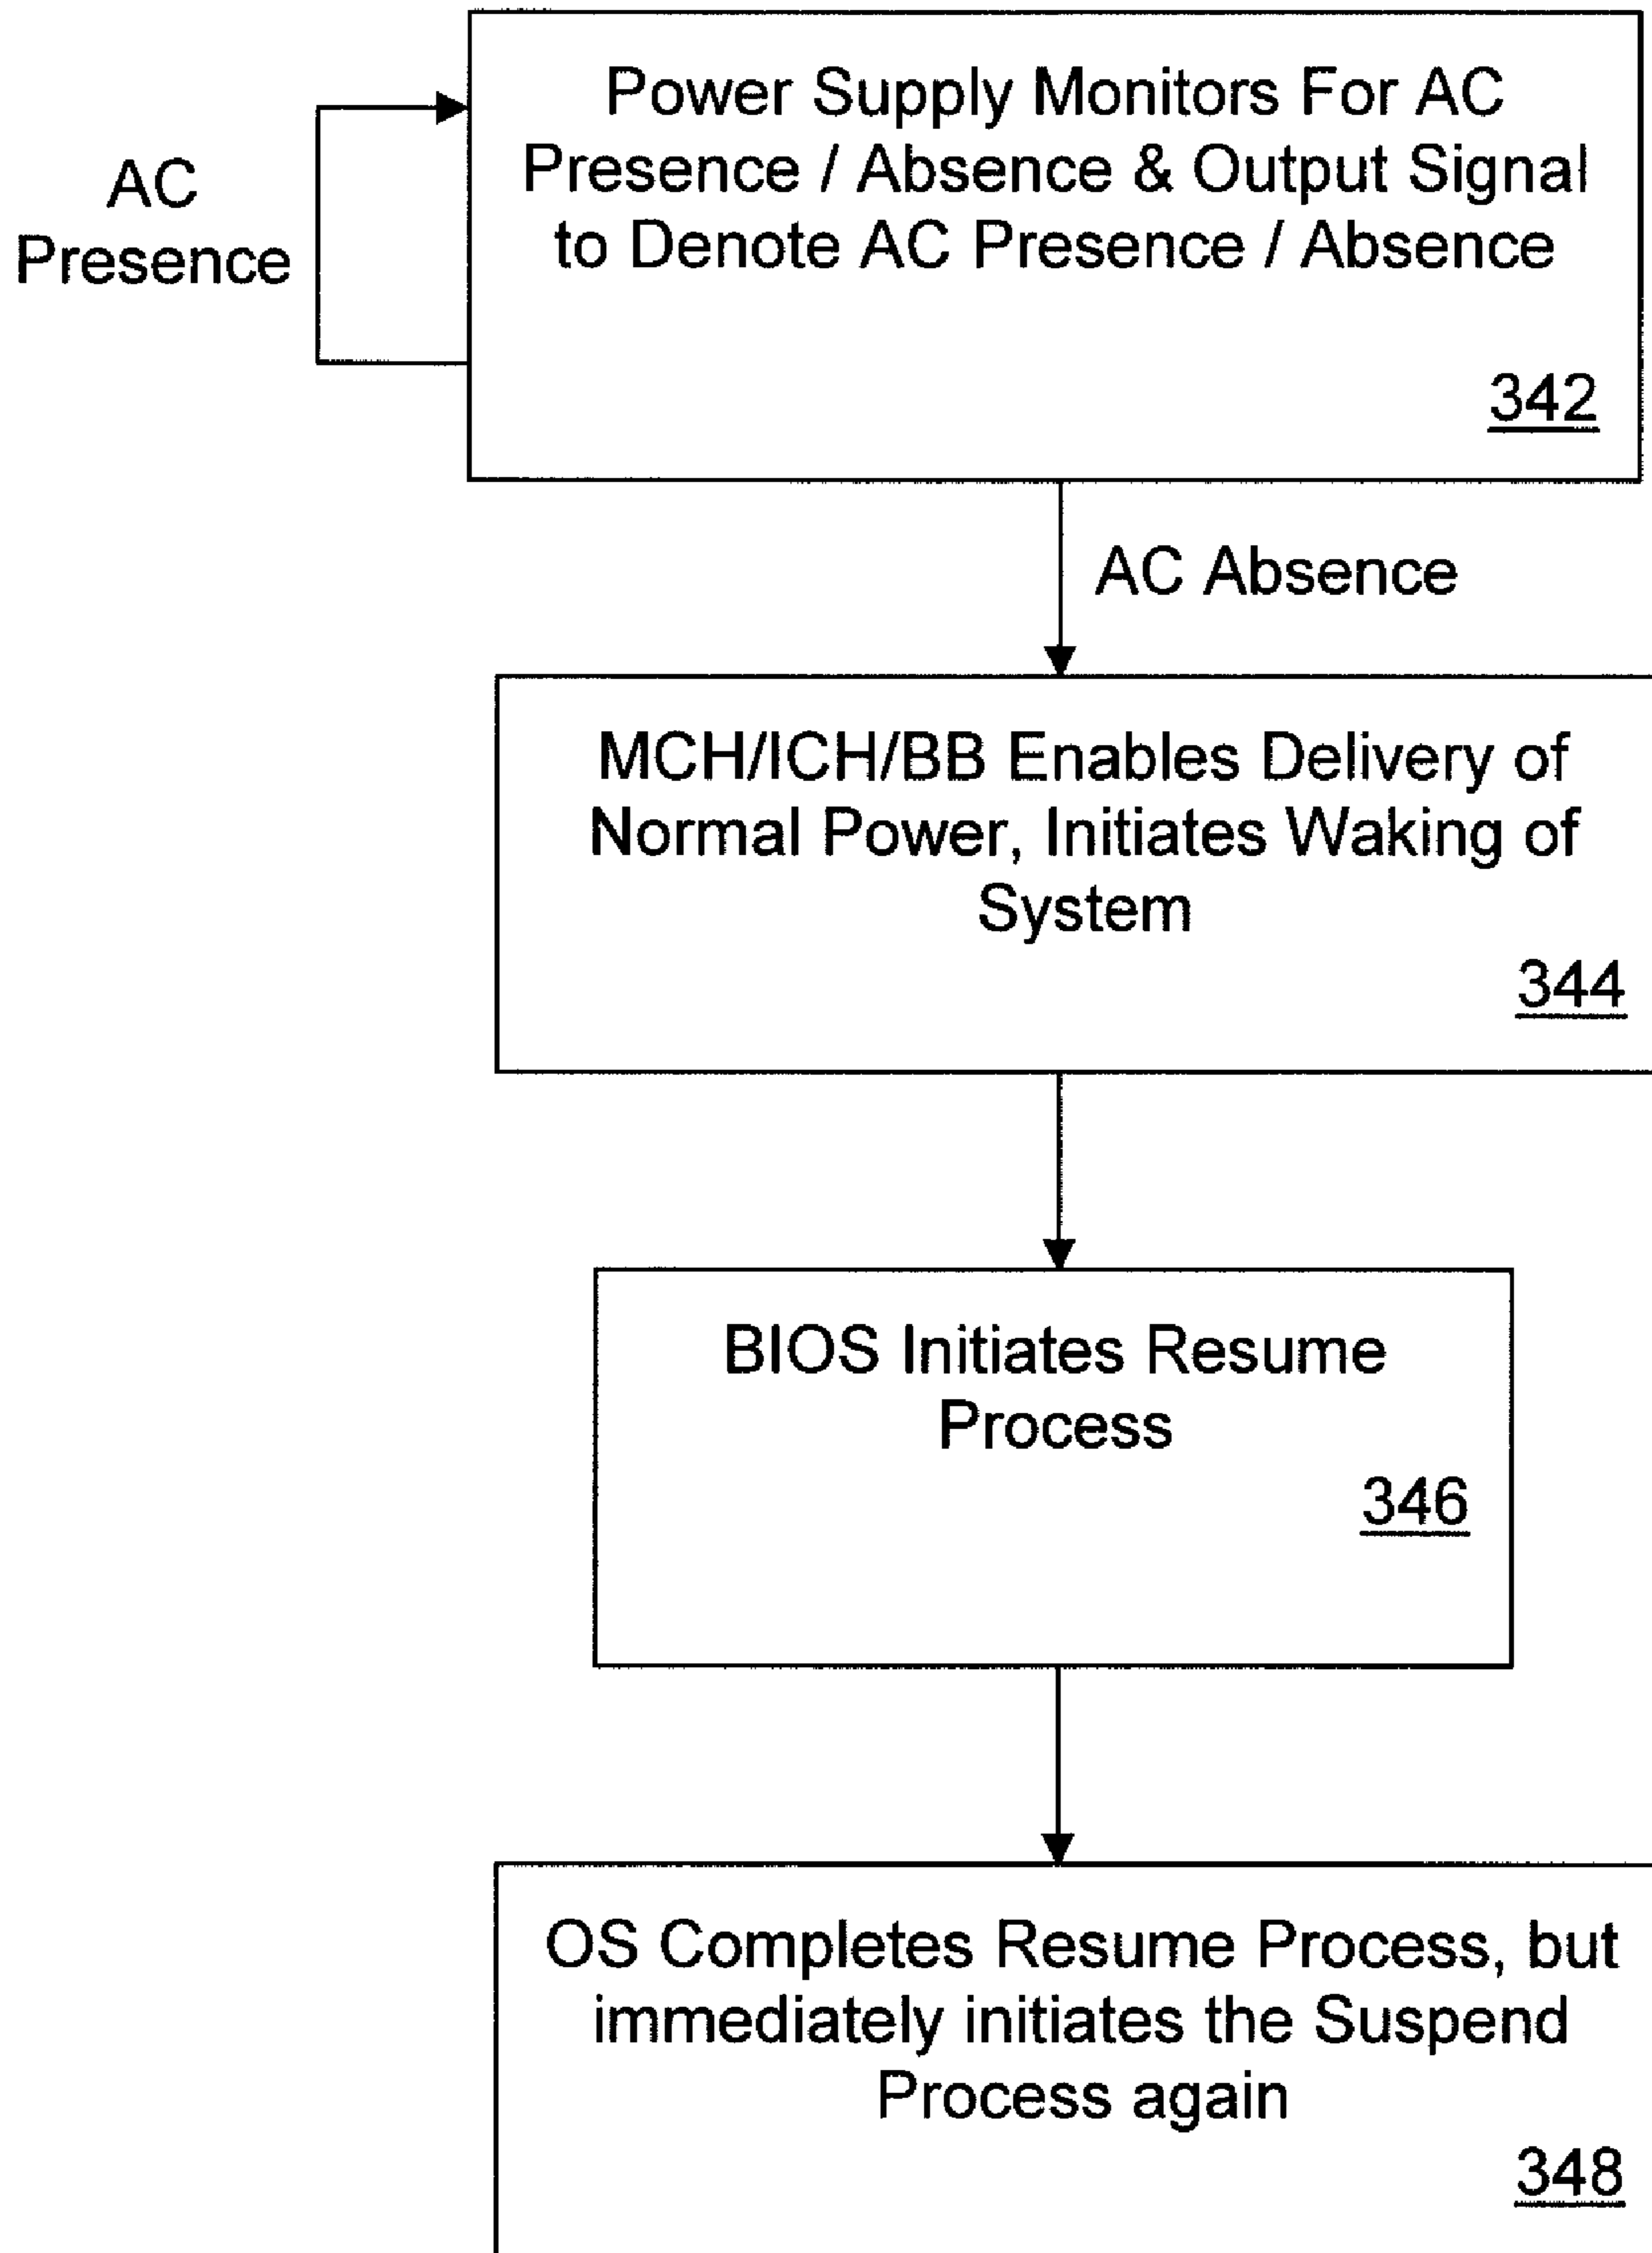 Power Supply Monitors For AC
Presence / Absence & Output Signal
to Denote AC Presence / Absence
342
AC
Presence
AC Absence
MCH/ICH/BB Enables Delivery of
Normal Power, Initiates Waking of
System
344
BIOS Initiates Resume
Process
346
OS Completes Resume Process, but
immediately initiates the Suspend
Process again
348